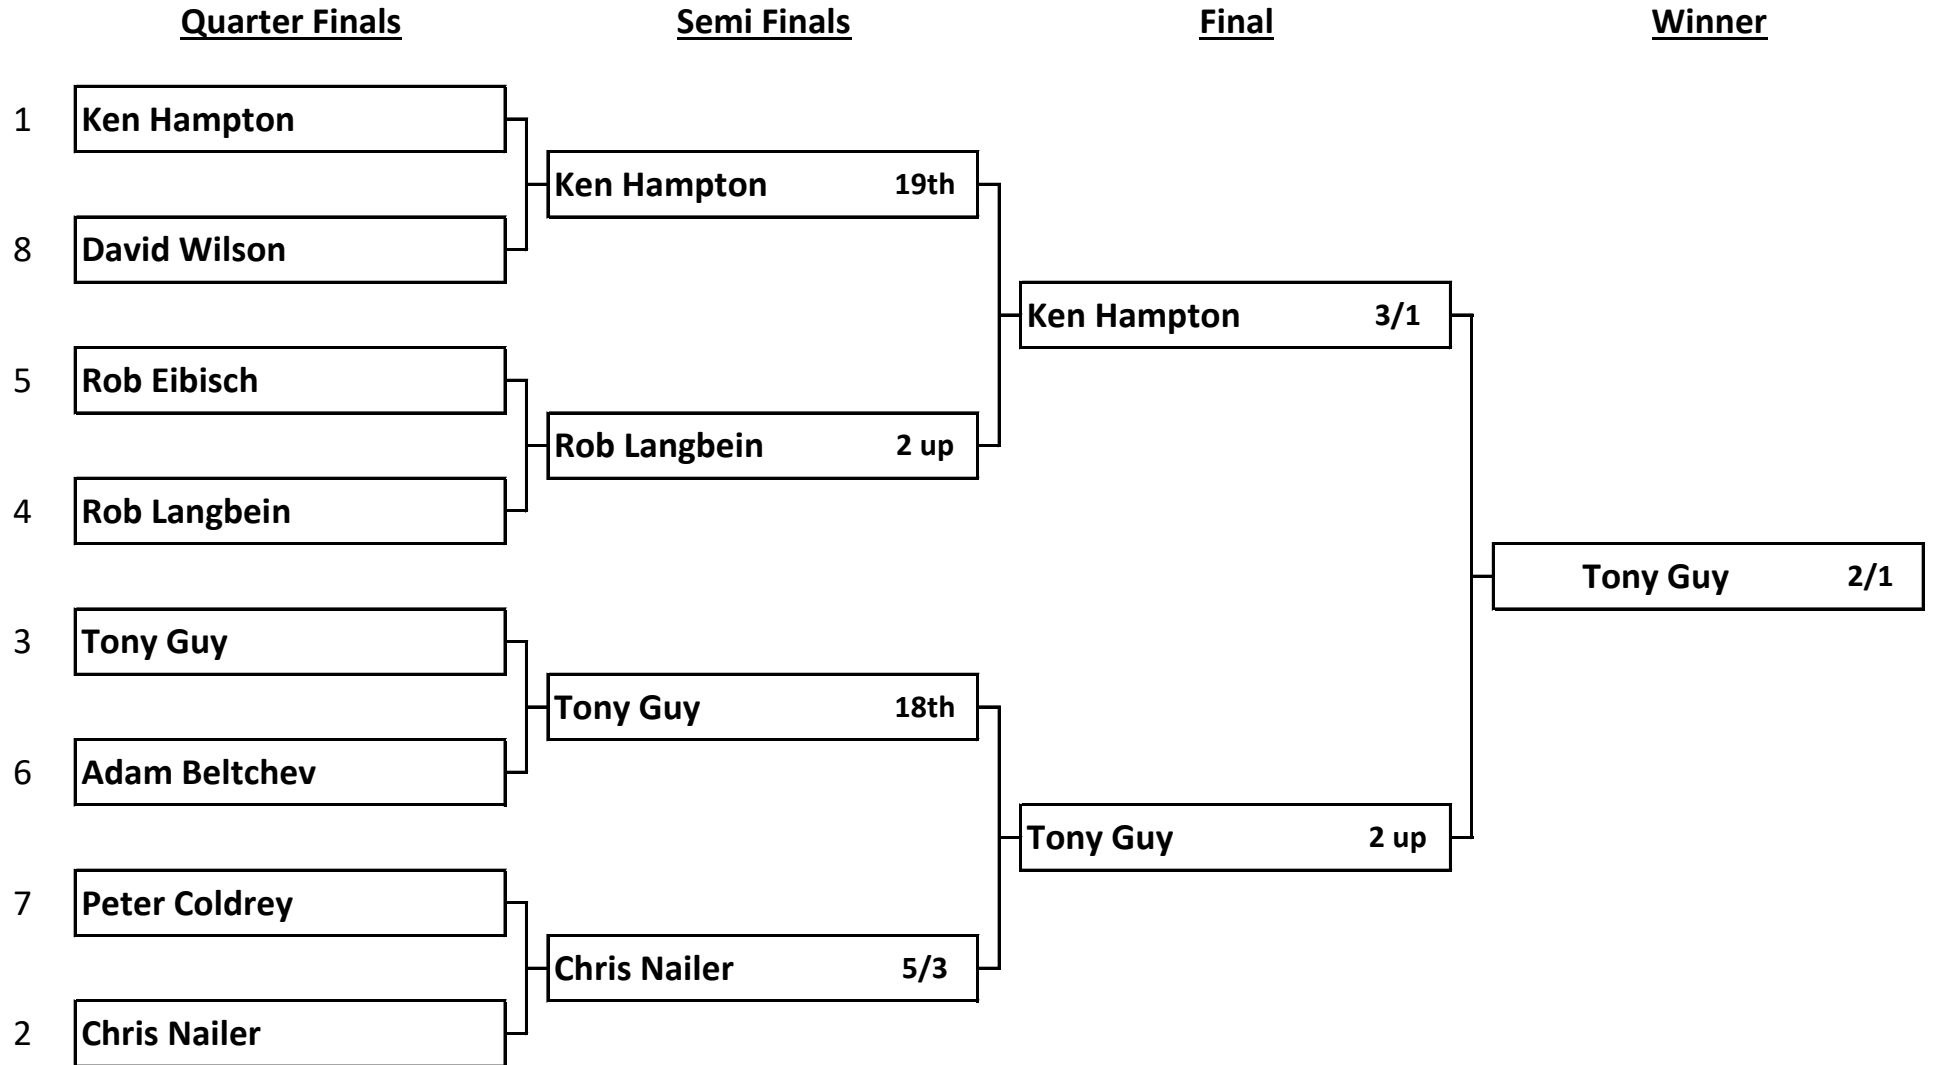 Quarter Finals Semi Finals Final Winner
1 Ken Hampton
Ken Hampton 19th
8 David Wilson
Ken Hampton 3/1
5 Rob Eibisch
Rob Langbein 2 up
4 Rob Langbein
Tony Guy 2/1
3 Tony Guy
Tony Guy 18th
6 Adam Beltchev
Tony Guy 2 up
7 Peter Coldrey
Chris Nailer 5/3
2 Chris Nailer